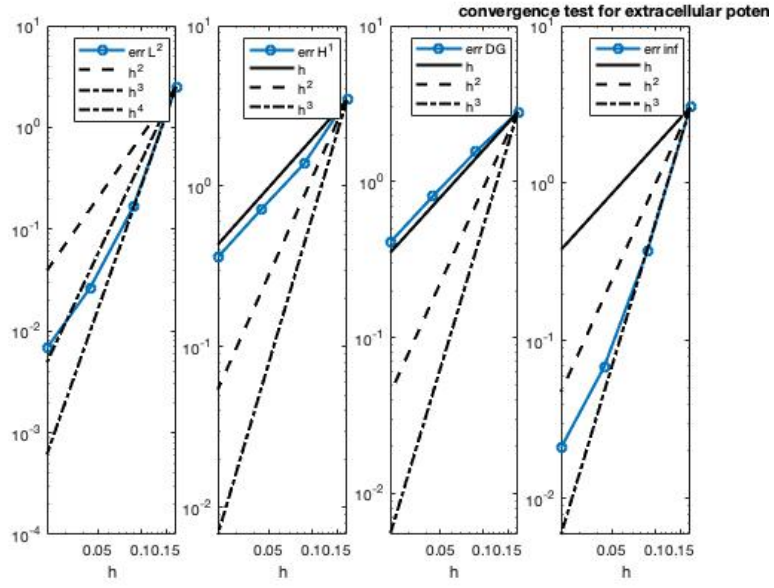 convergence test for extracellular poten
10¹
10⁰
10⁻¹
10⁻²
10⁻³
10⁻⁴
err L²
h²
h³
h⁴
0.05 0.10.15
h
10¹
10⁰
10⁻¹
10⁻²
err H¹
h
h²
h³
0.05 0.10.15
h
10¹
10⁰
10⁻¹
10⁻²
err DG
h
h²
h³
0.05 0.10.15
h
10¹
10⁰
10⁻¹
10⁻²
err inf
h
h²
h³
0.05 0.10.15
h